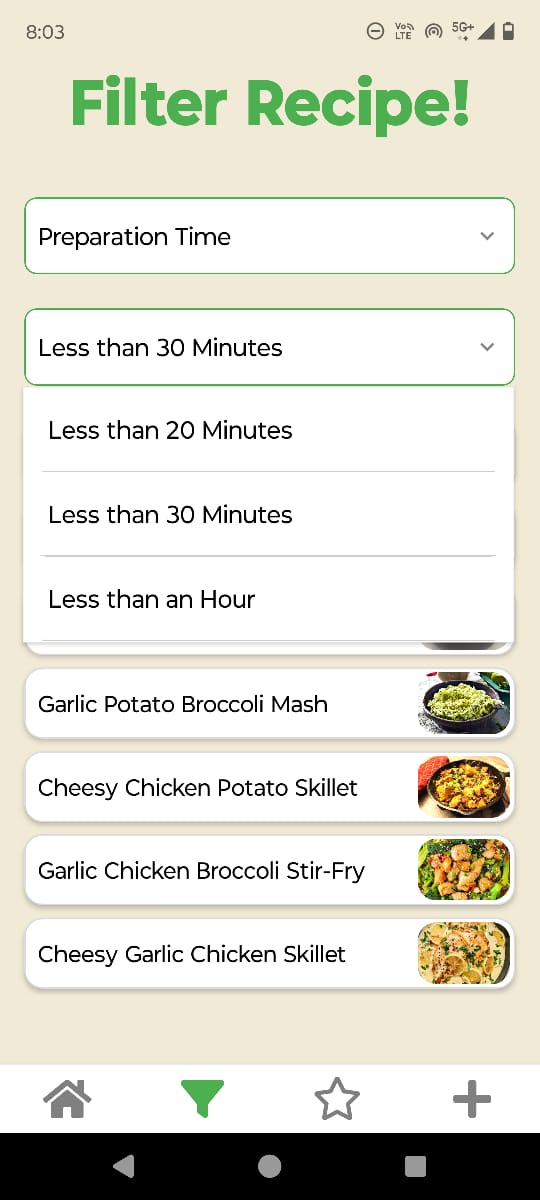 8:03
Vo LTE
5G+
Filter Recipe!
Preparation Time
Less than 30 Minutes
Less than 20 Minutes
Less than 30 Minutes
Less than an Hour
Garlic Potato Broccoli Mash
Cheesy Chicken Potato Skillet
Garlic Chicken Broccoli Stir-Fry
Cheesy Garlic Chicken Skillet